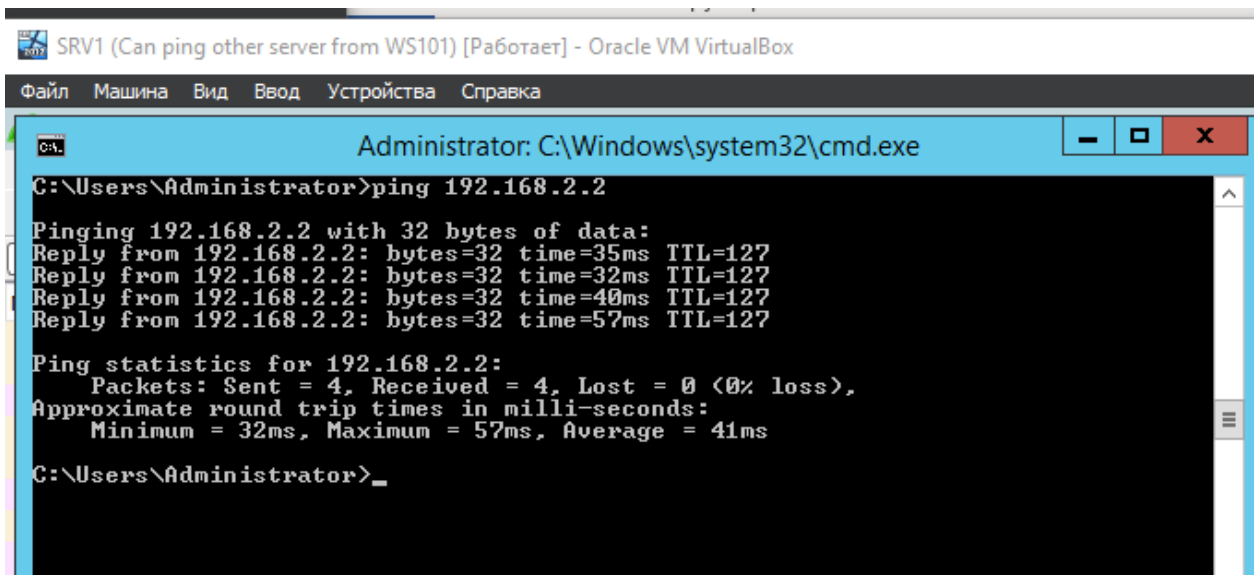 SRV1 (Can ping other server from WS101) [Работает] - Oracle VM VirtualBox
Файл Машина Вид Ввод Устройства Справка
Administrator: C:\Windows\system32\cmd.exe
C:\Users\Administrator>ping 192.168.2.2
Pinging 192.168.2.2 with 32 bytes of data:
Reply from 192.168.2.2: bytes=32 time=35ms TTL=127
Reply from 192.168.2.2: bytes=32 time=32ms TTL=127
Reply from 192.168.2.2: bytes=32 time=40ms TTL=127
Reply from 192.168.2.2: bytes=32 time=57ms TTL=127
Ping statistics for 192.168.2.2:
Packets: Sent = 4, Received = 4, Lost = 0 (0% loss),
Approximate round trip times in milli-seconds:
Minimum = 32ms, Maximum = 57ms, Average = 41ms
C:\Users\Administrator>_